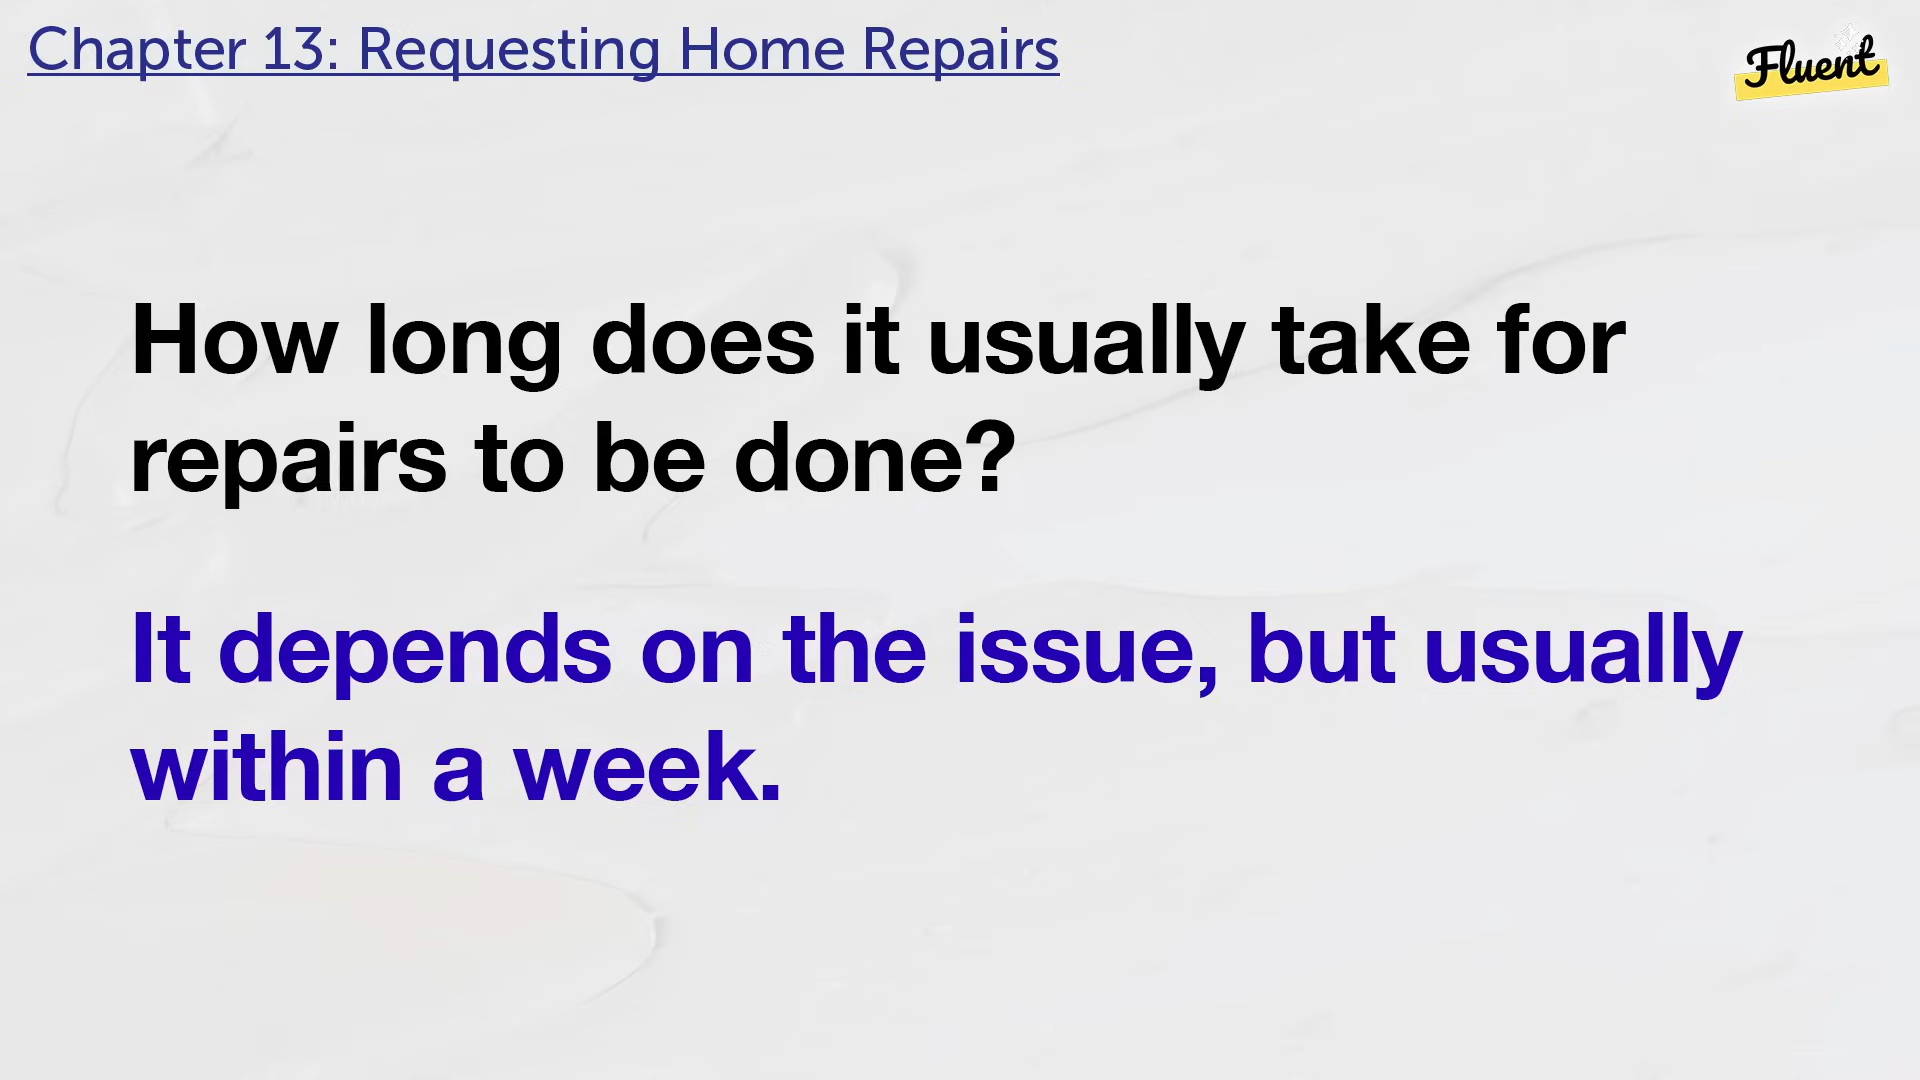 Chapter 13: Requesting Home Repairs
Fluent
How long does it usually take for
repairs to be done?
It depends on the issue, but usually
within a week.